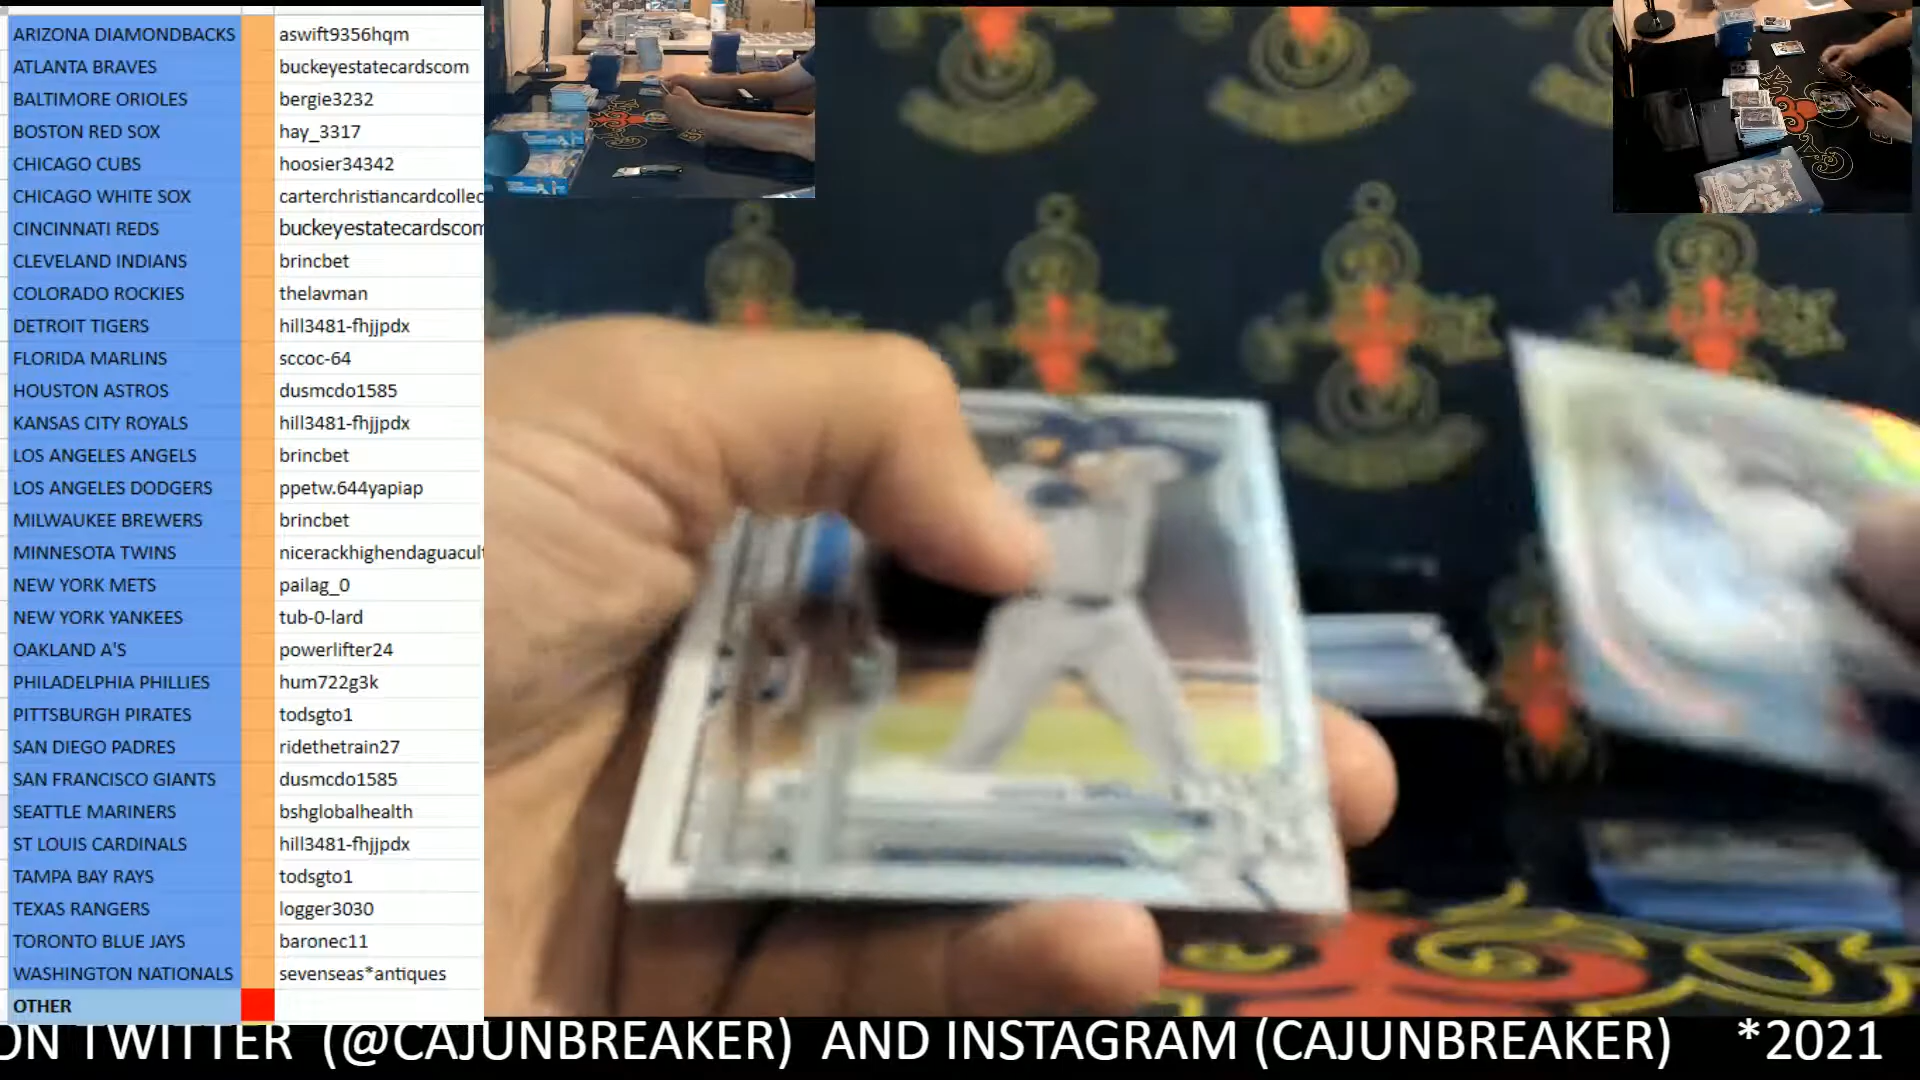 ARIZONA DIAMONDBACKS aswift9356hqm
ATLANTA BRAVES buckeyestatecardscom
BALTIMORE ORIOLES bergie3232
BOSTON RED SOX hay_3317
CHICAGO CUBS hoosier34342
CHICAGO WHITE SOX carterchristiancardcollec
CINCINNATI REDS buckeyestatecardscom
CLEVELAND INDIANS brincbet
COLORADO ROCKIES thelavman
DETROIT TIGERS hill3481-fhjjpdx
FLORIDA MARLINS sccoc-64
HOUSTON ASTROS dusmcdo1585
KANSAS CITY ROYALS hill3481-fhjjpdx
LOS ANGELES ANGELS brincbet
LOS ANGELES DODGERS ppetw.644yapiap
MILWAUKEE BREWERS brincbet
MINNESOTA TWINS nicerackhighendaguacult
NEW YORK METS pailag_0
NEW YORK YANKEES tub-0-lard
OAKLAND A'S powerlifter24
PHILADELPHIA PHILLIES hum722g3k
PITTSBURGH PIRATES todsgto1
SAN DIEGO PADRES ridethetrain27
SAN FRANCISCO GIANTS dusmcdo1585
SEATTLE MARINERS bshglobalhealth
ST LOUIS CARDINALS hill3481-fhjjpdx
TAMPA BAY RAYS todsgto1
TEXAS RANGERS logger3030
TORONTO BLUE JAYS baronec11
WASHINGTON NATIONALS sevenseas*antiques
OTHER
ON TWITTER (@CAJUNBREAKER) AND INSTAGRAM (CAJUNBREAKER) *2021